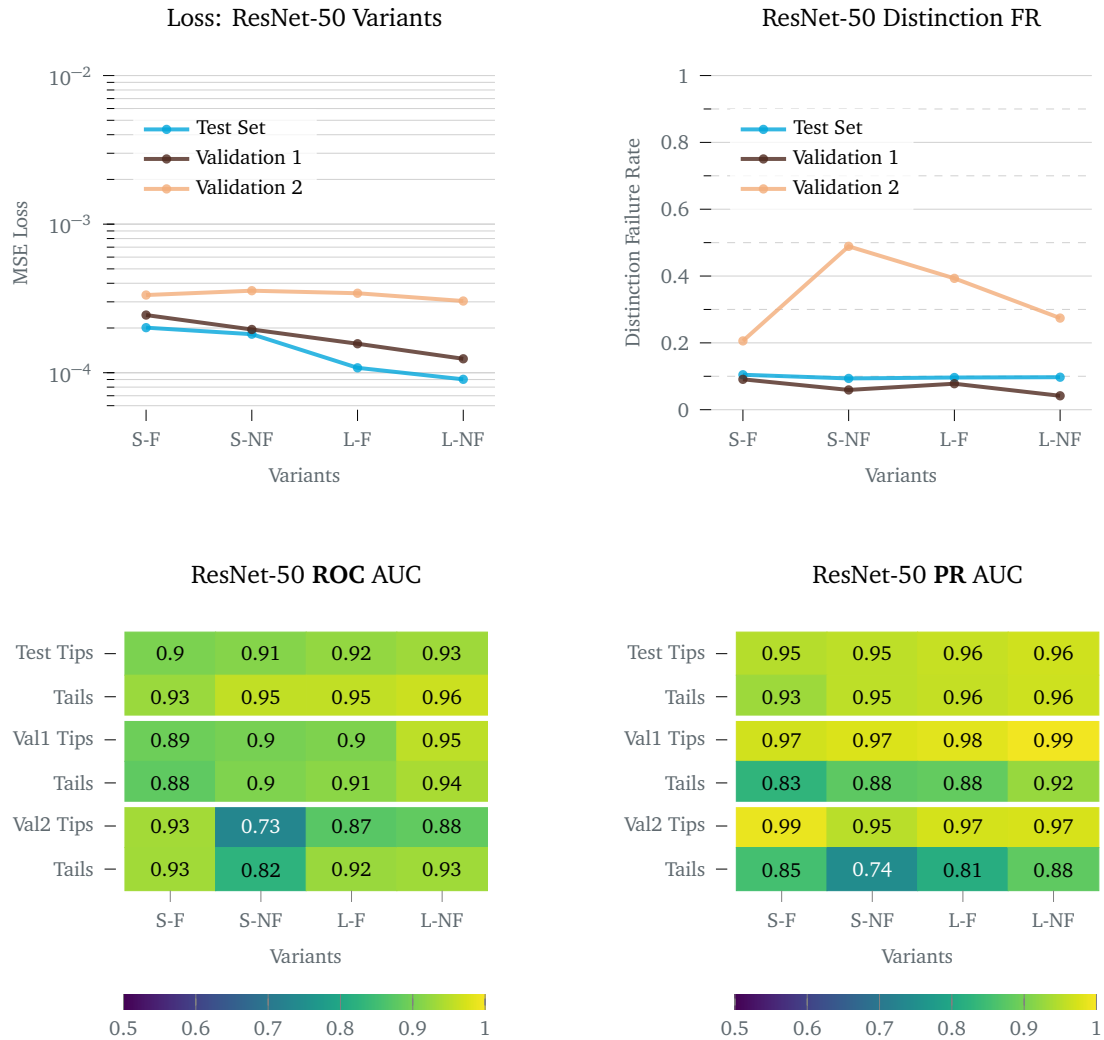 Loss: ResNet-50 Variants
10−2
10−3
10−4
MSE Loss
Test Set
Validation 1
Validation 2
S-F S-NF L-F L-NF
Variants
ResNet-50 Distinction FR
1
0.8
0.6
0.4
0.2
0
Distinction Failure Rate
Test Set
Validation 1
Validation 2
S-F S-NF L-F L-NF
Variants
ResNet-50 ROC AUC
Test Tips 0.9 0.91 0.92 0.93
Tails 0.93 0.95 0.95 0.96
Val1 Tips 0.89 0.9 0.9 0.95
Tails 0.88 0.9 0.91 0.94
Val2 Tips 0.93 0.73 0.87 0.88
Tails 0.93 0.82 0.92 0.93
S-F S-NF L-F L-NF
Variants
0.5 0.6 0.7 0.8 0.9 1
ResNet-50 PR AUC
Test Tips 0.95 0.95 0.96 0.96
Tails 0.93 0.95 0.96 0.96
Val1 Tips 0.97 0.97 0.98 0.99
Tails 0.83 0.88 0.88 0.92
Val2 Tips 0.99 0.95 0.97 0.97
Tails 0.85 0.74 0.81 0.88
S-F S-NF L-F L-NF
Variants
0.5 0.6 0.7 0.8 0.9 1